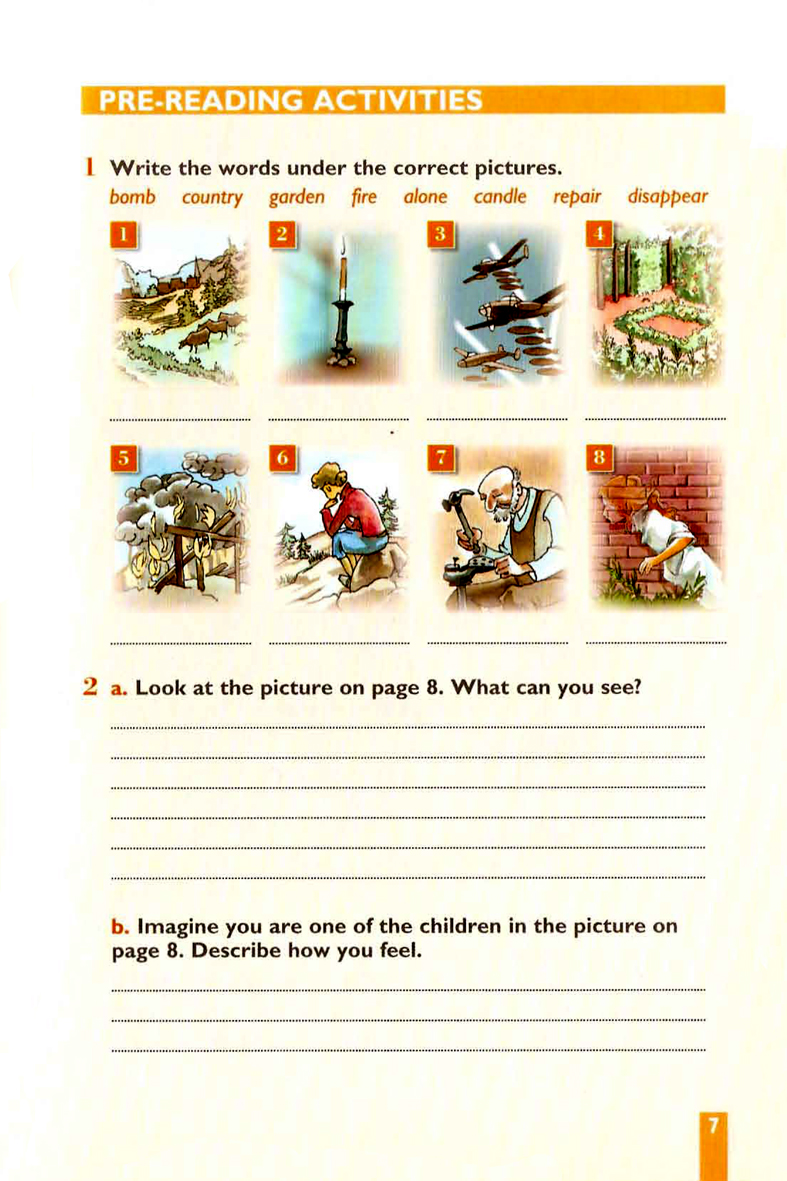 PRE-READING ACTIVITIES
1 Write the words under the correct pictures.
bomb country garden fire alone candle repair disappear
1 2 3 4
5 6 7 8
2 a. Look at the picture on page 8. What can you see?
b. Imagine you are one of the children in the picture on
page 8. Describe how you feel.
7